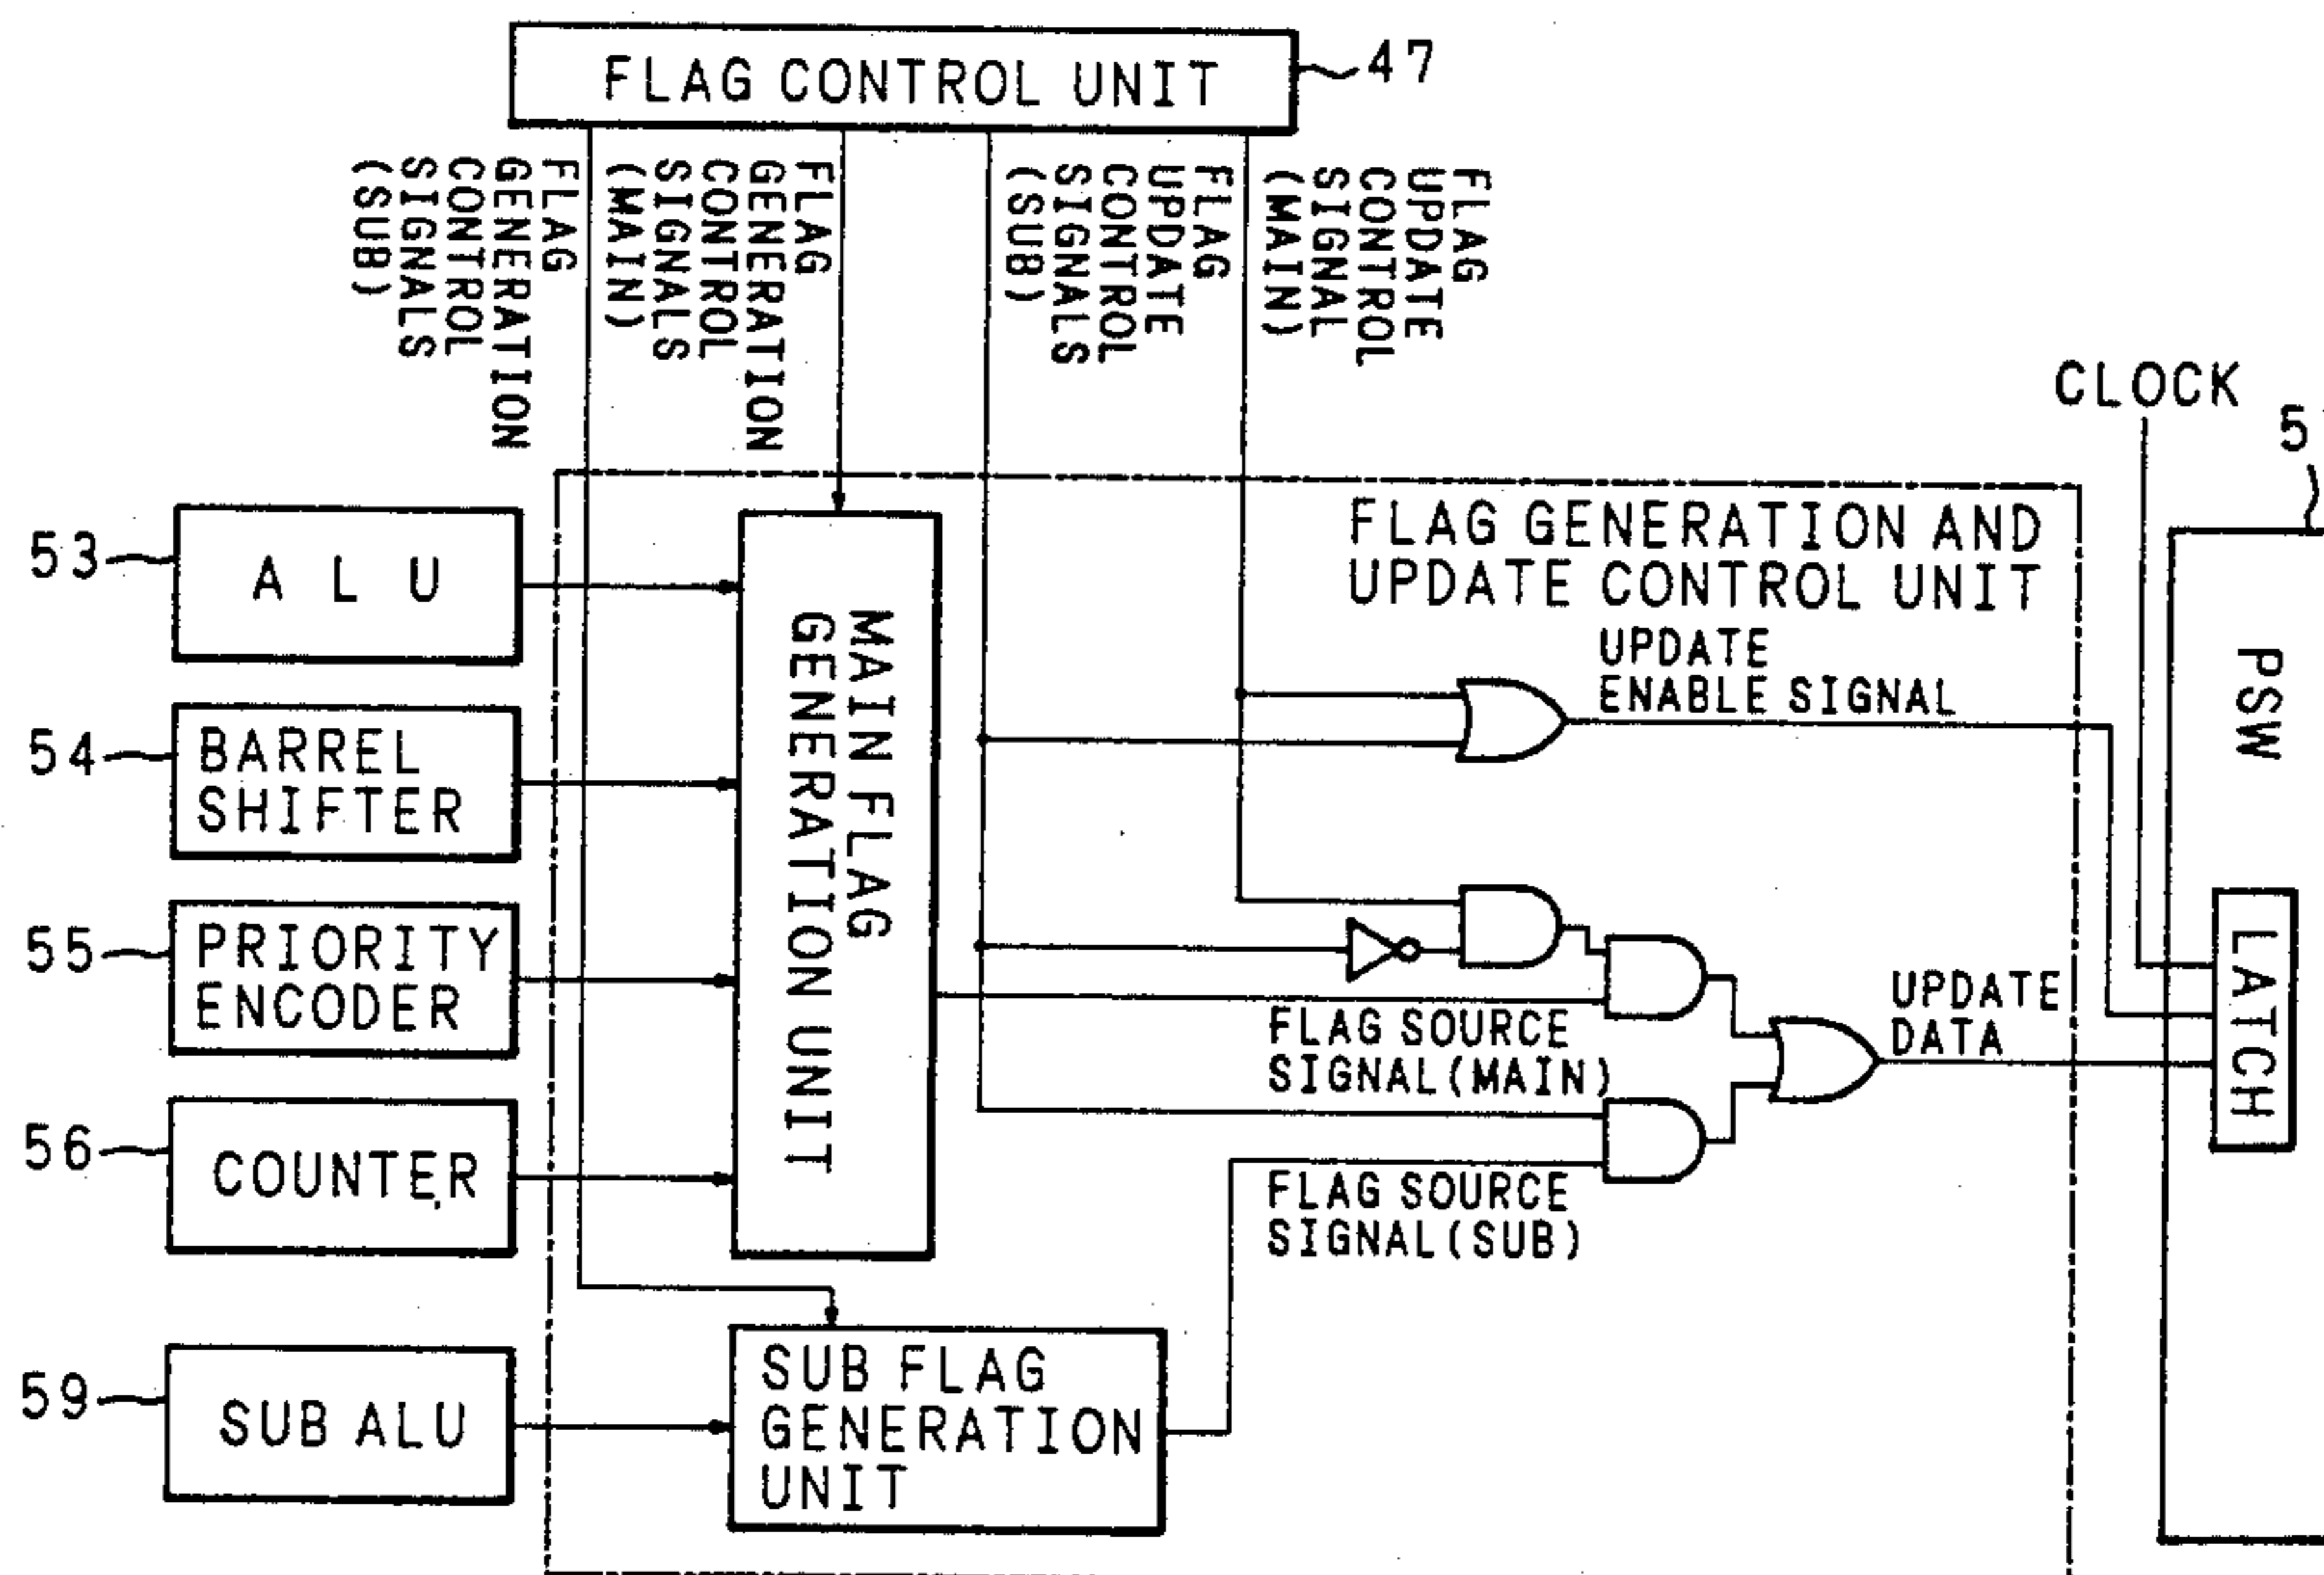 FLAG CONTROL UNIT
47
FLAG
GENERATION
CONTROL
SIGNALS
(SUB)
FLAG
GENERATION
CONTROL
SIGNALS
(MAIN)
FLAG
UPDATE
CONTROL
SIGNALS
(SUB)
FLAG
UPDATE
CONTROL
SIGNAL
(MAIN)
CLOCK
5
53
ALU
54
BARREL
SHIFTER
55
PRIORITY
ENCODER
56
COUNTER
59
SUB ALU
MAIN FLAG
GENERATION UNIT
SUB FLAG
GENERATION
UNIT
FLAG GENERATION AND
UPDATE CONTROL UNIT
UPDATE
ENABLE SIGNAL
FLAG SOURCE
SIGNAL(MAIN)
FLAG SOURCE
SIGNAL(SUB)
UPDATE
DATA
PSW
LATCH